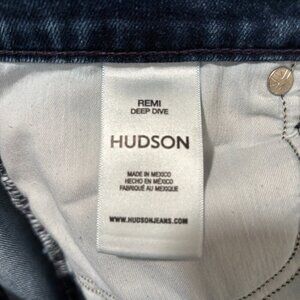 REMI
DEEP DIVE
HUDSON
MADE IN MEXICO
HECHO EN MÉXICO
FABRIQUÉ AU MEXIQUE
WWW.HUDSONJEANS.COM